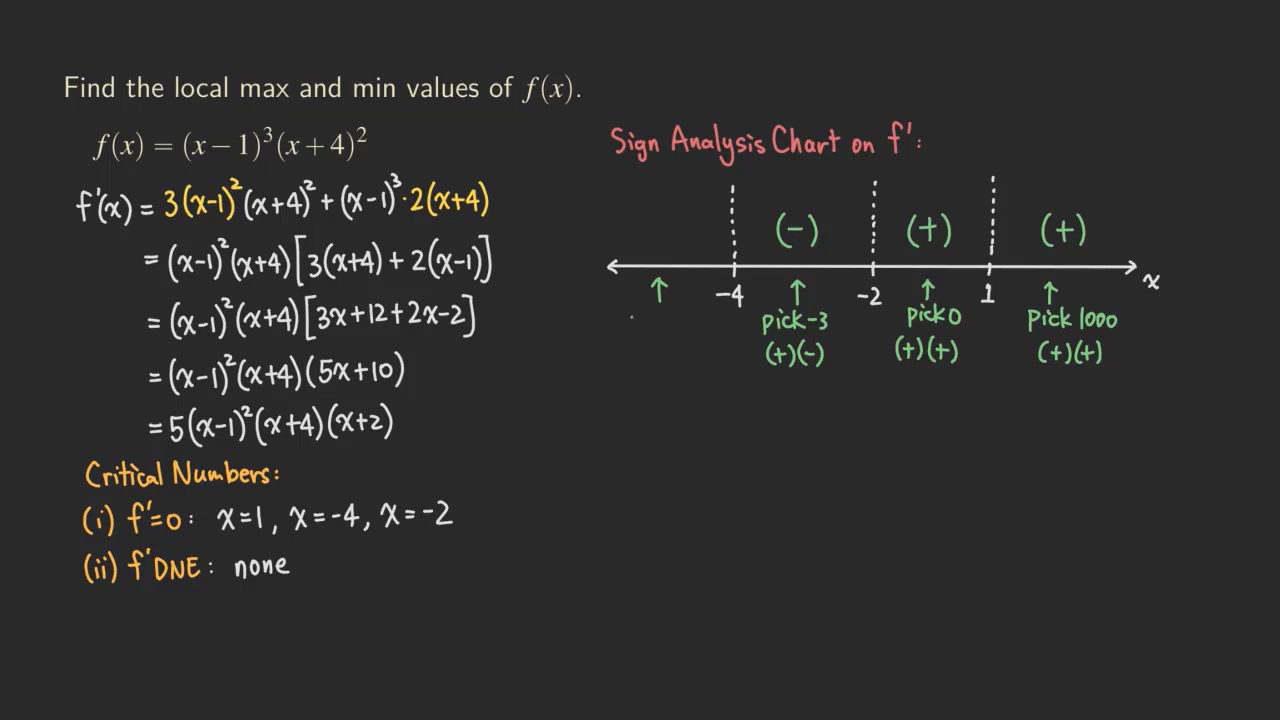 Find the local max and min values of f(x).
f(x) = (x − 1)³(x + 4)²
f'(x) = 3(x-1)²(x+4)² + (x-1)³ · 2(x+4)
= (x-1)²(x+4)[3(x+4) + 2(x-1)]
= (x-1)²(x+4)[3x+12+2x-2]
= (x-1)²(x+4)(5x+10)
= 5(x-1)²(x+4)(x+2)
Critical Numbers:
(i) f'=0: x=1, x=-4, x=-2
(ii) f' DNE: none
Sign Analysis Chart on f':
(-) (+) (+)
-4 -2 1 x
pick -3 pick 0 pick 1000
(+)(-) (+)(+) (+)(+)